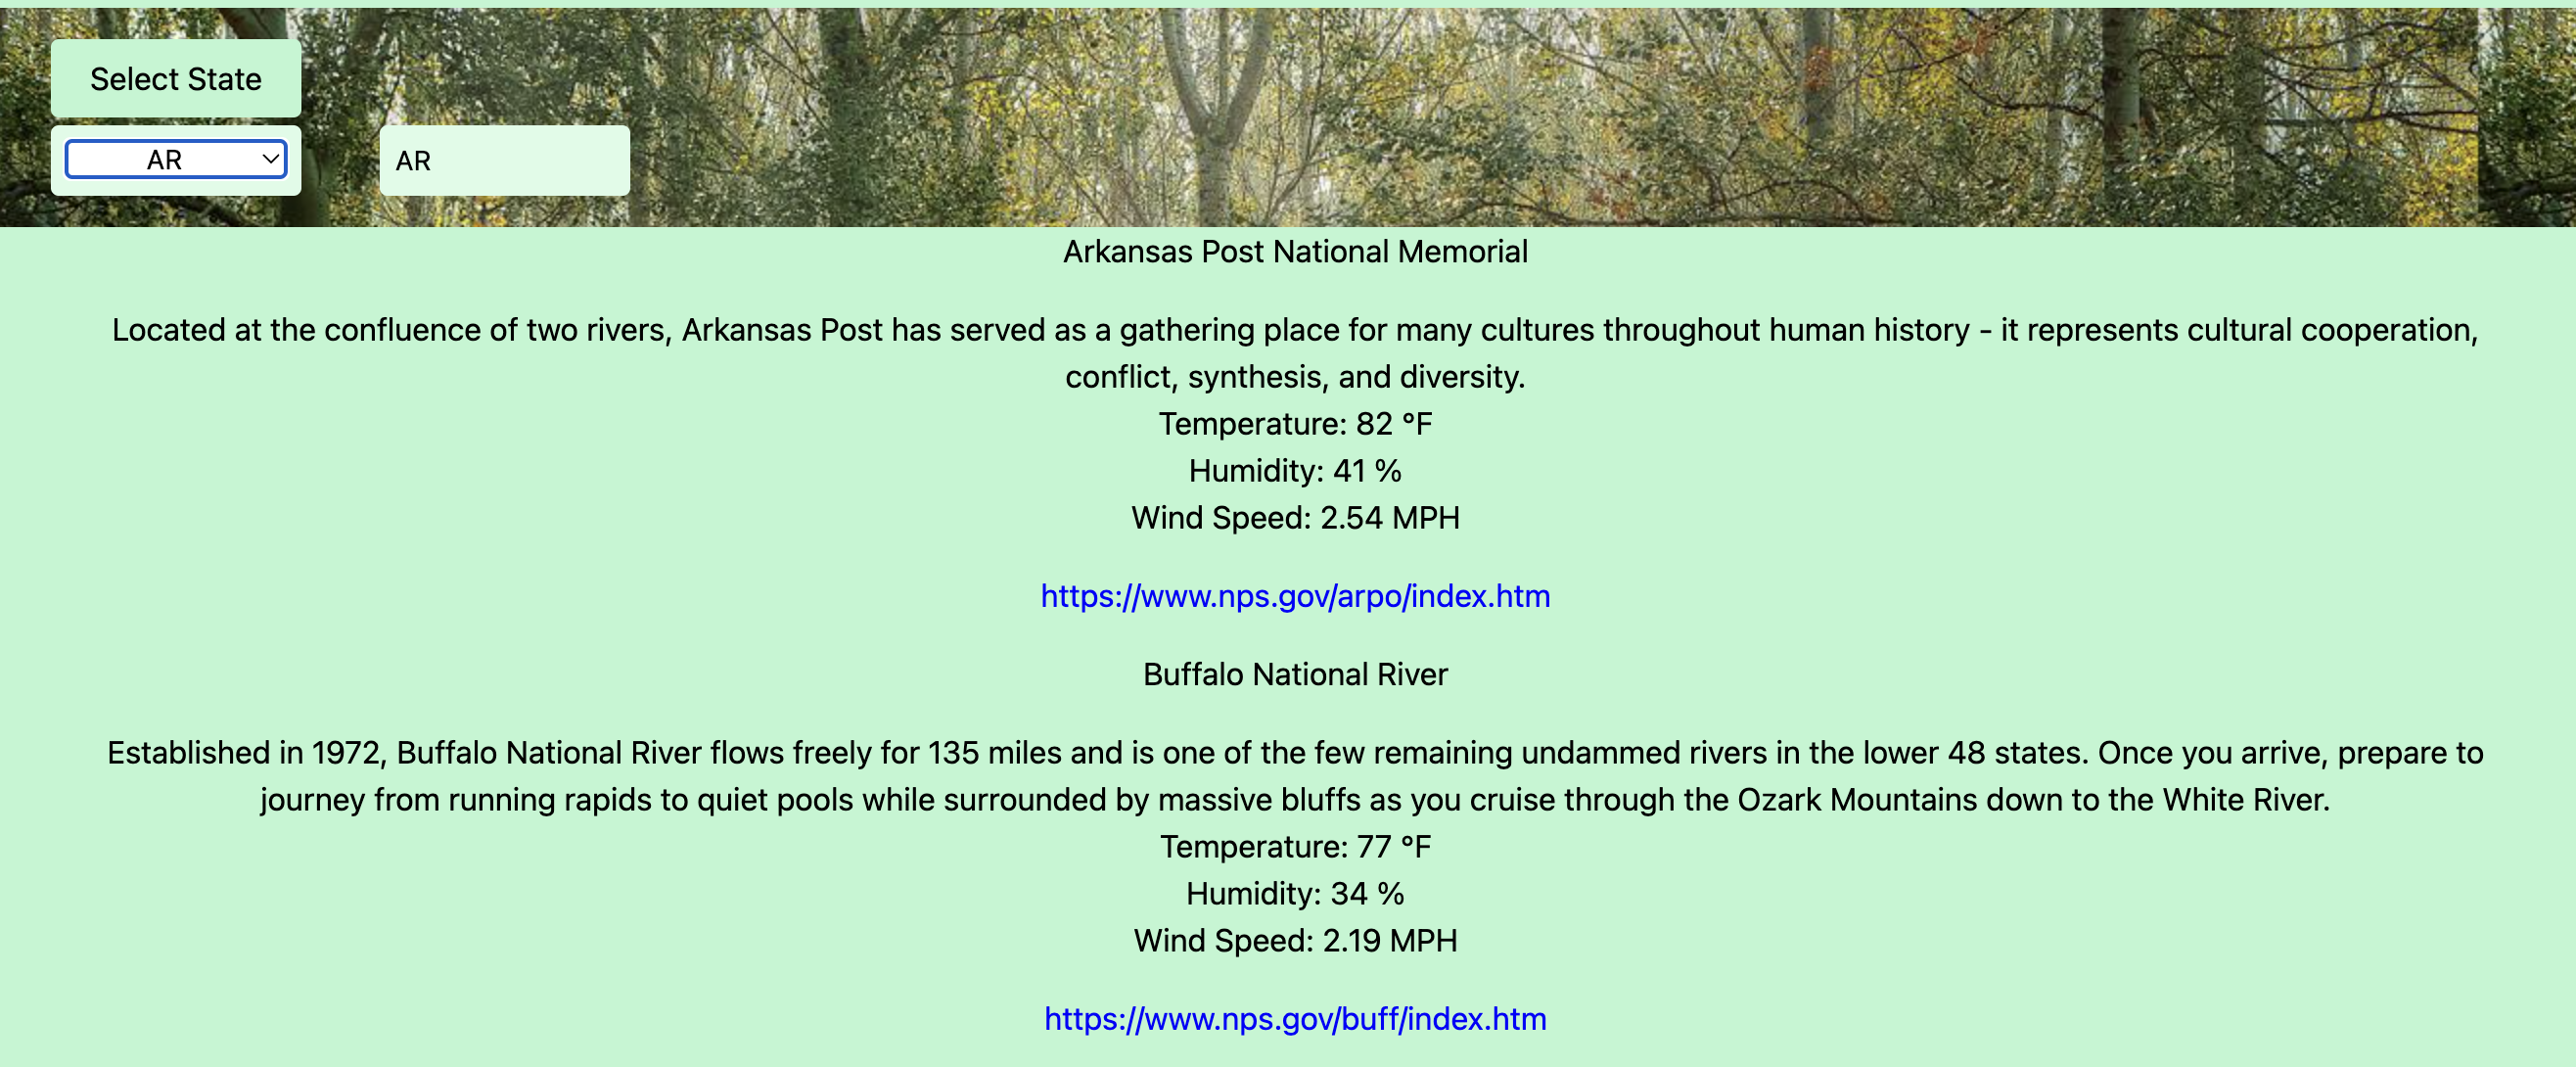 Select State
AR
AR
Arkansas Post National Memorial
Located at the confluence of two rivers, Arkansas Post has served as a gathering place for many cultures throughout human history - it represents cultural cooperation,
conflict, synthesis, and diversity.
Temperature: 82 °F
Humidity: 41 %
Wind Speed: 2.54 MPH
https://www.nps.gov/arpo/index.htm
Buffalo National River
Established in 1972, Buffalo National River flows freely for 135 miles and is one of the few remaining undammed rivers in the lower 48 states. Once you arrive, prepare to
journey from running rapids to quiet pools while surrounded by massive bluffs as you cruise through the Ozark Mountains down to the White River.
Temperature: 77 °F
Humidity: 34 %
Wind Speed: 2.19 MPH
https://www.nps.gov/buff/index.htm